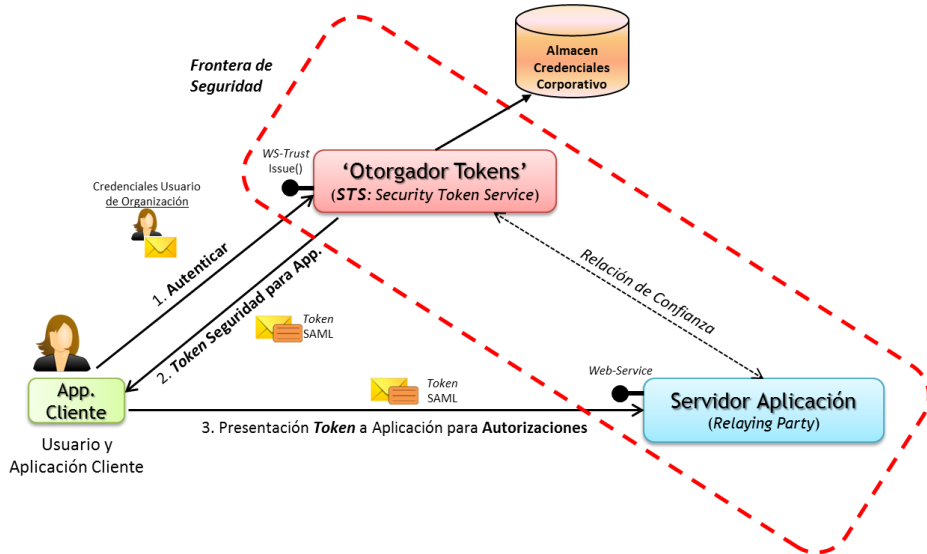 Almacen
Credenciales
Corporativo
Frontera de
Seguridad
WS-Trust
Issue()
'Otorgador Tokens'
(STS: Security Token Service)
Credenciales Usuario
de Organización
1. Autenticar
2. Token Seguridad para App.
Token
SAML
Relación de Confianza
Web-Service
Token
SAML
App.
Cliente
Servidor Aplicación
(Relaying Party)
3. Presentación Token a Aplicación para Autorizaciones
Usuario y
Aplicación Cliente